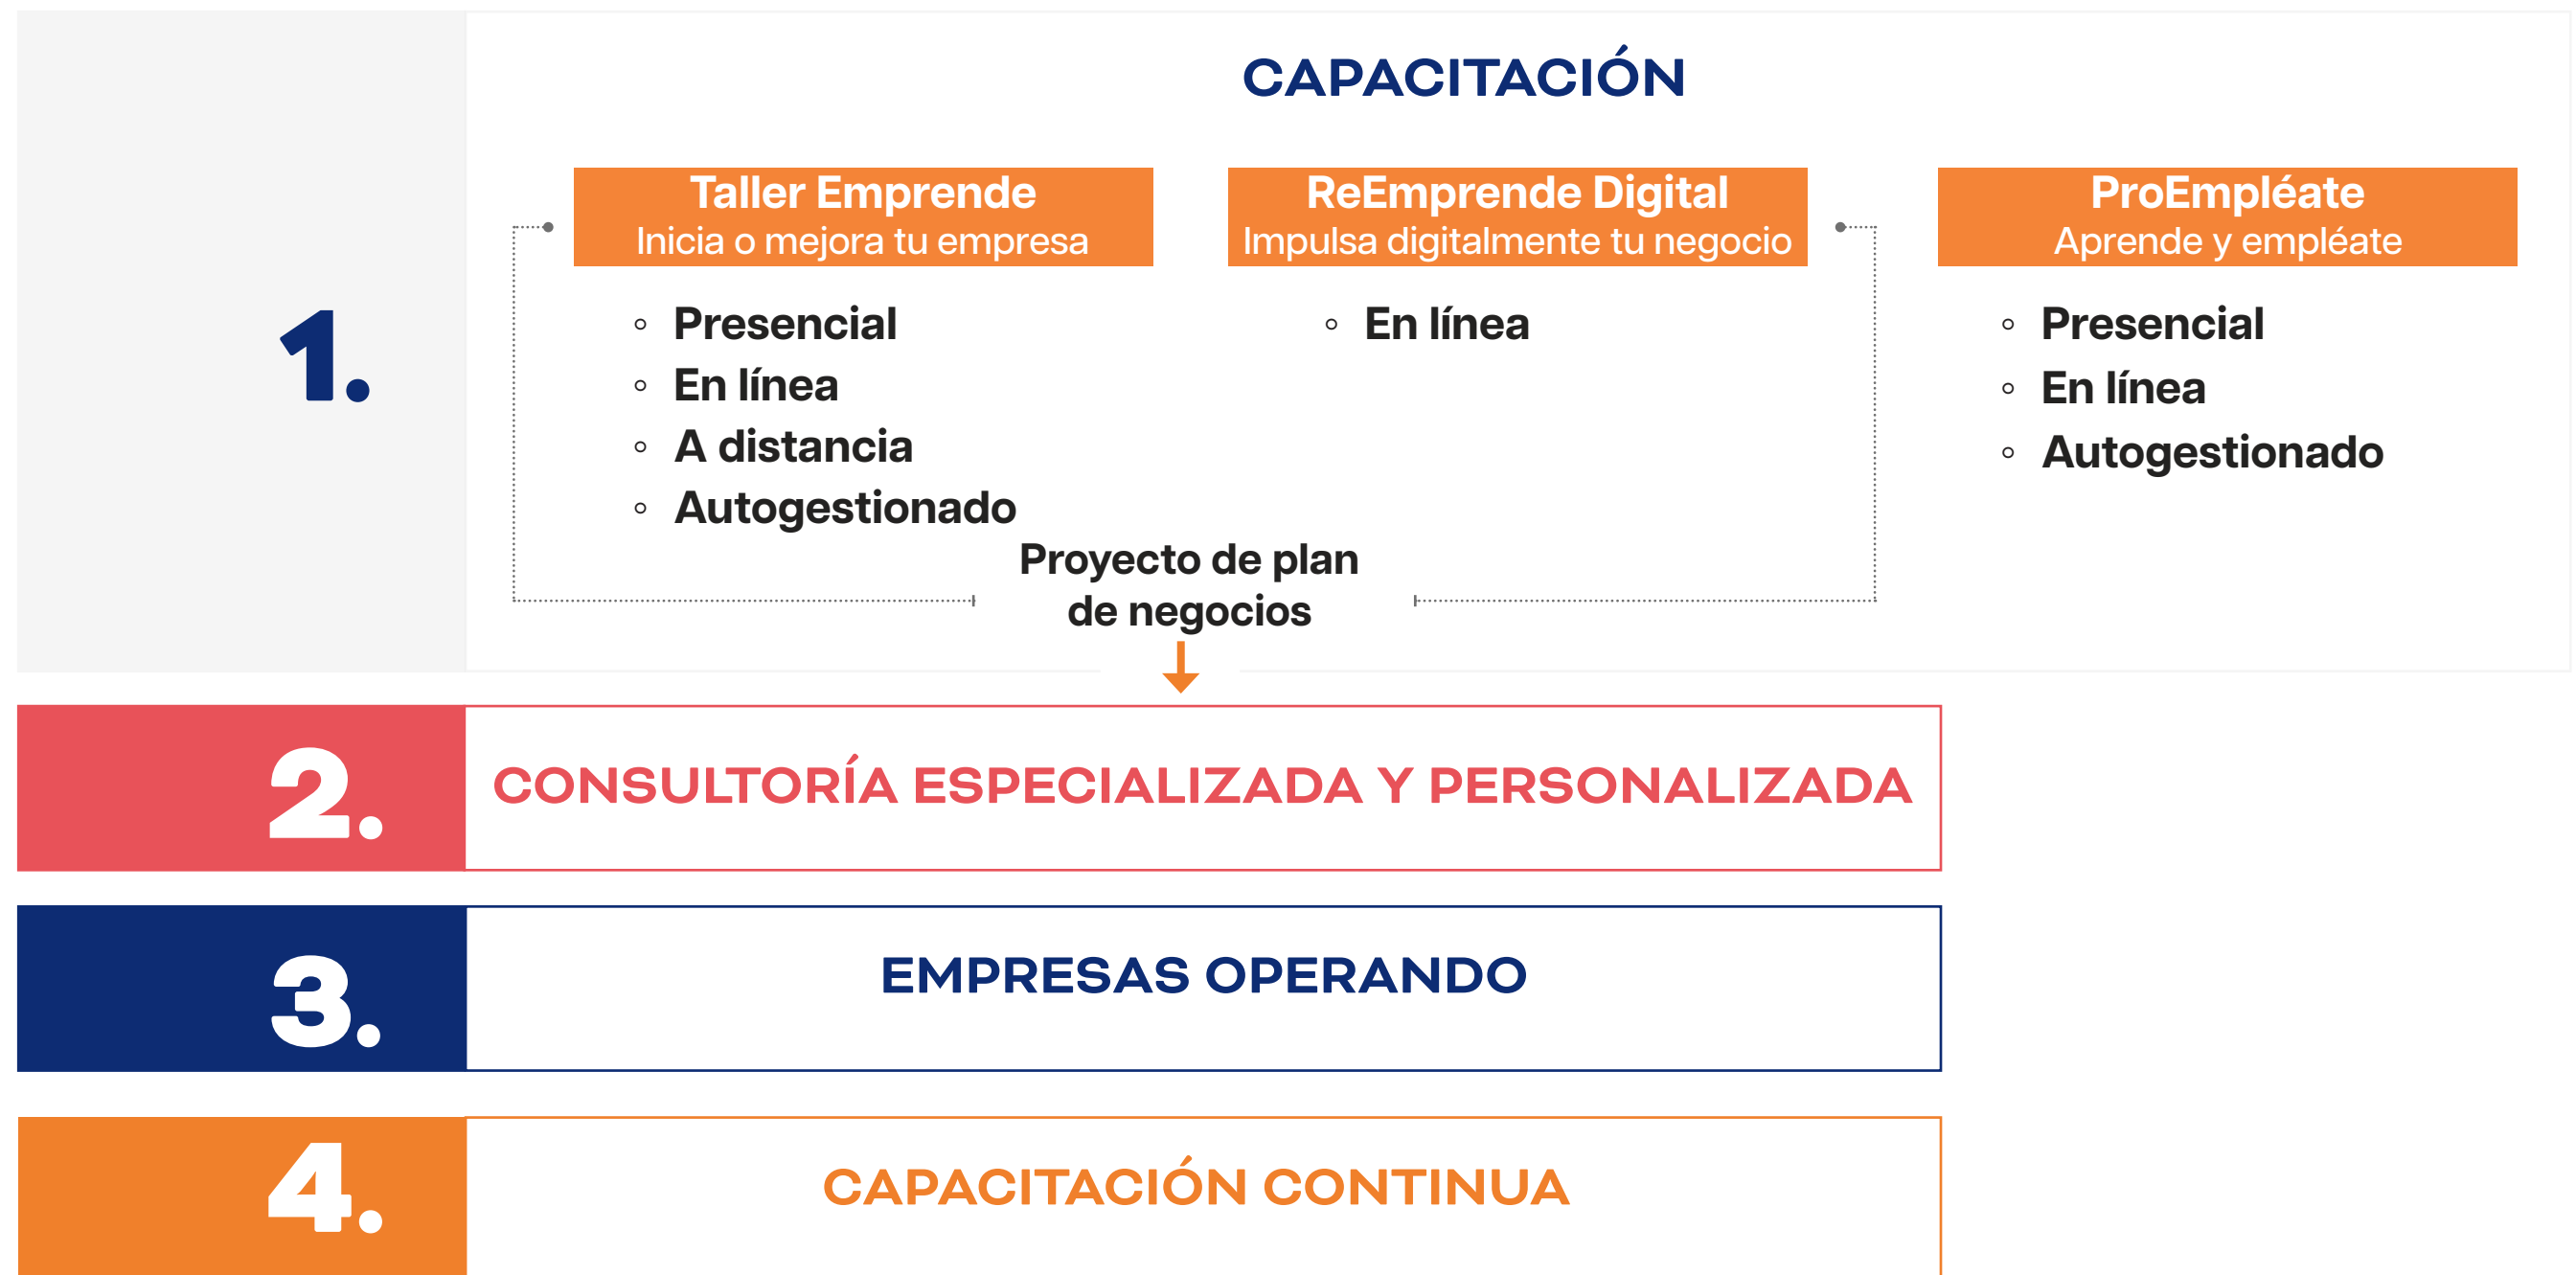 1.
CAPACITACIÓN
Taller Emprende
Inicia o mejora tu empresa
◦ Presencial
◦ En línea
◦ A distancia
◦ Autogestionado
ReEmprende Digital
Impulsa digitalmente tu negocio
◦ En línea
ProEmpléate
Aprende y empléate
◦ Presencial
◦ En línea
◦ Autogestionado
Proyecto de plan
de negocios
2.
CONSULTORÍA ESPECIALIZADA Y PERSONALIZADA
3.
EMPRESAS OPERANDO
4.
CAPACITACIÓN CONTINUA